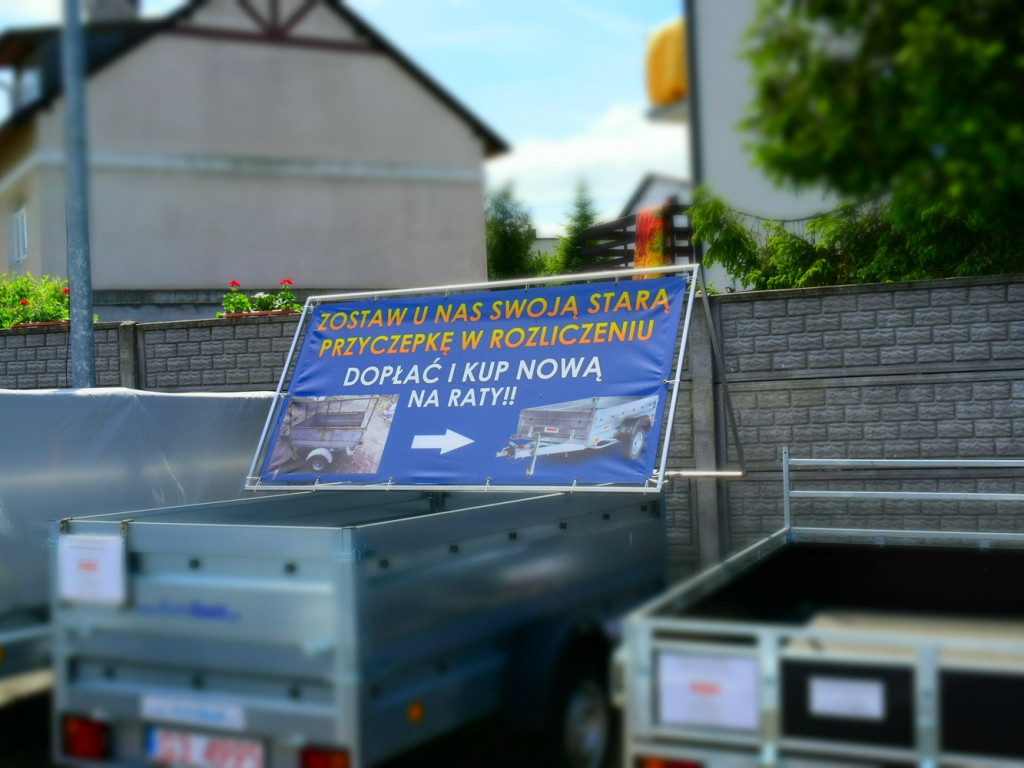 ZOSTAW U NAS SWOJĄ STARĄ
PRZYCZEPKĘ W ROZLICZENIU
DOPŁAĆ I KUP NOWĄ
NA RATY!!